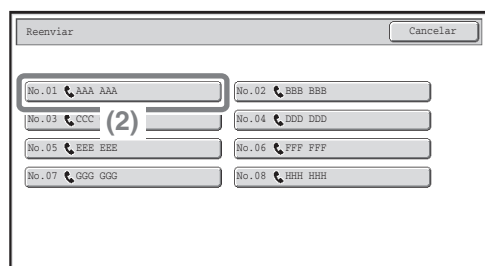 Reenviar Cancelar
No.01 AAA AAA No.02 BBB BBB
No.03 CCC No.04 DDD DDD
(2)
No.05 EEE EEE No.06 FFF FFF
No.07 GGG GGG No.08 HHH HHH